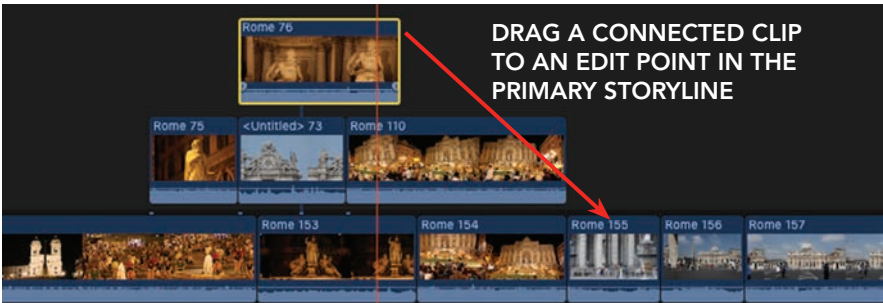 Rome 76
DRAG A CONNECTED CLIP
TO AN EDIT POINT IN THE
PRIMARY STORYLINE
Rome 75
<Untitled> 73
Rome 110
Rome 153
Rome 154
Rome 155
Rome 156
Rome 157